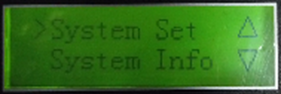 >System Set △
System Info ▽